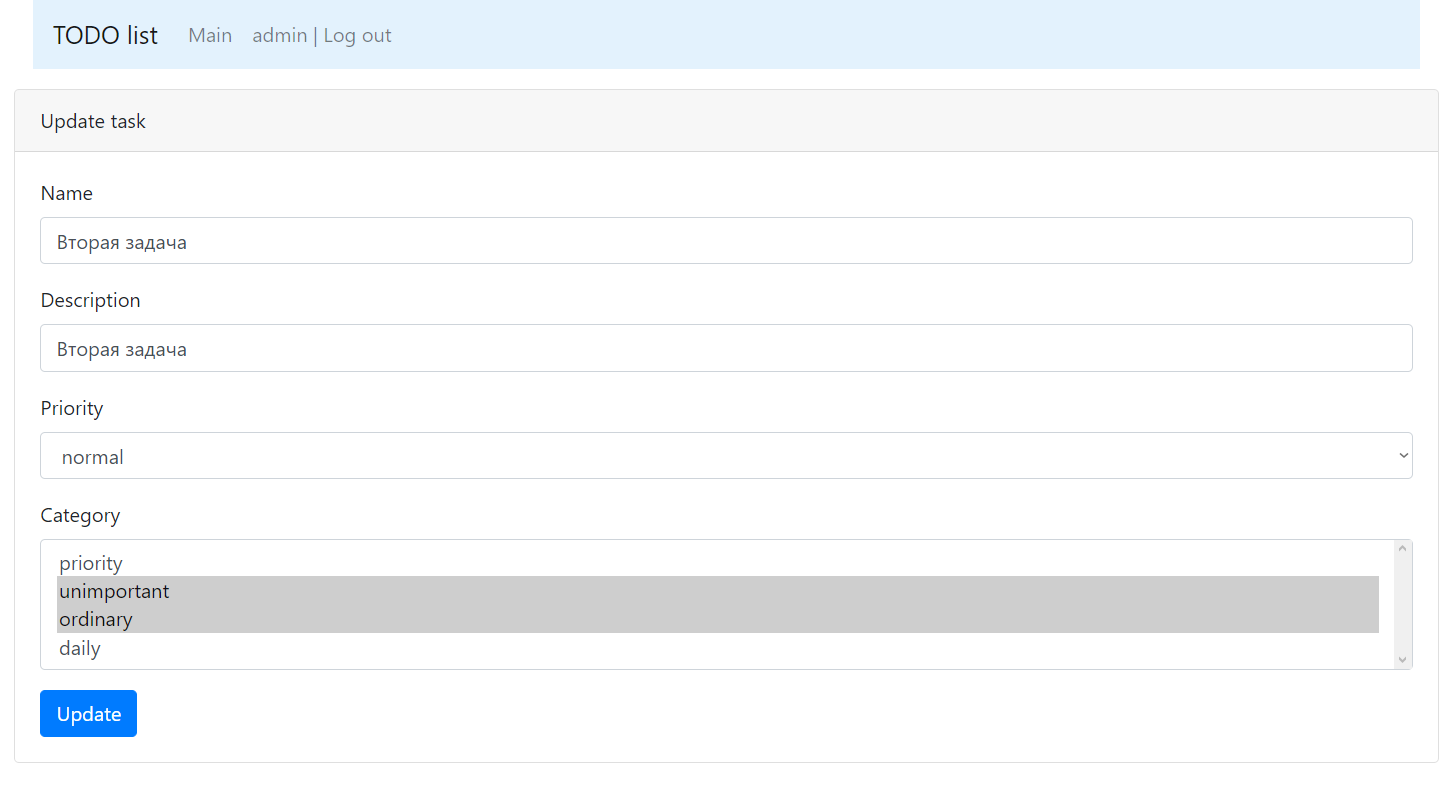 TODO list Main admin | Log out
Update task
Name
Вторая задача
Description
Вторая задача
Priority
normal
Category
priority
unimportant
ordinary
daily
Update